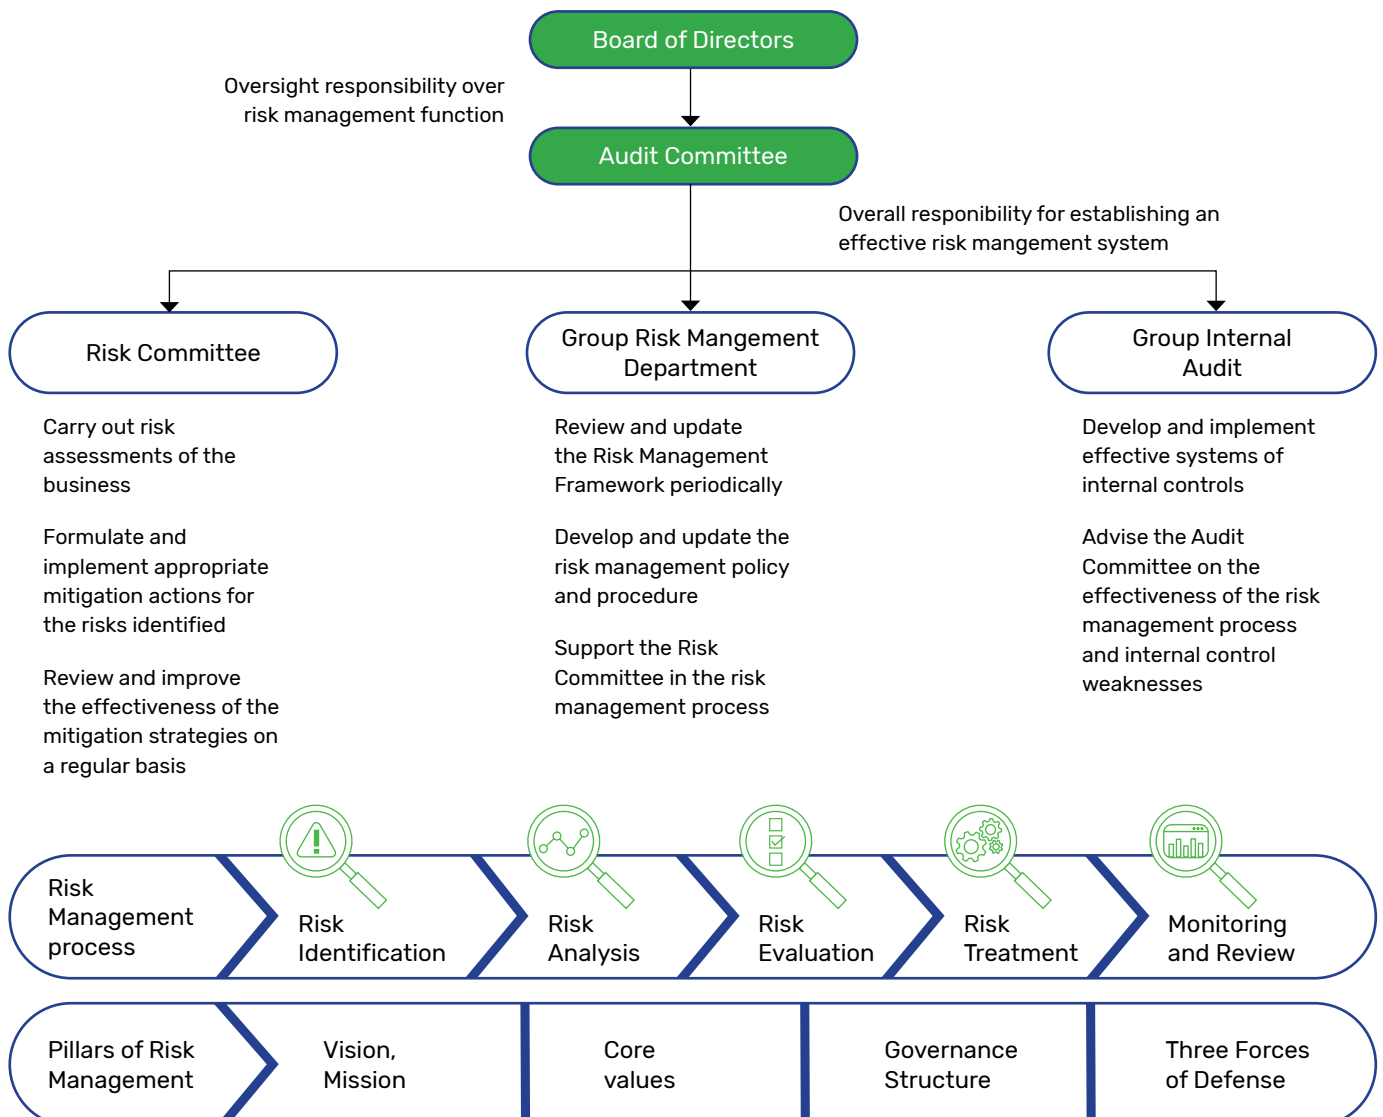 Board of Directors
Oversight responsibility over
risk management function
Audit Committee
Overall responibility for establishing an
effective risk mangement system
Risk Committee
Group Risk Mangement
Department
Group Internal
Audit
Carry out risk
assessments of the
business
Formulate and
implement appropriate
mitigation actions for
the risks identified
Review and improve
the effectiveness of the
mitigation strategies on
a regular basis
Review and update
the Risk Management
Framework periodically
Develop and update the
risk management policy
and procedure
Support the Risk
Committee in the risk
management process
Develop and implement
effective systems of
internal controls
Advise the Audit
Committee on the
effectiveness of the risk
management process
and internal control
weaknesses
Risk
Management
process
Risk
Identification
Risk
Analysis
Risk
Evaluation
Risk
Treatment
Monitoring
and Review
Pillars of Risk
Management
Vision,
Mission
Core
values
Governance
Structure
Three Forces
of Defense